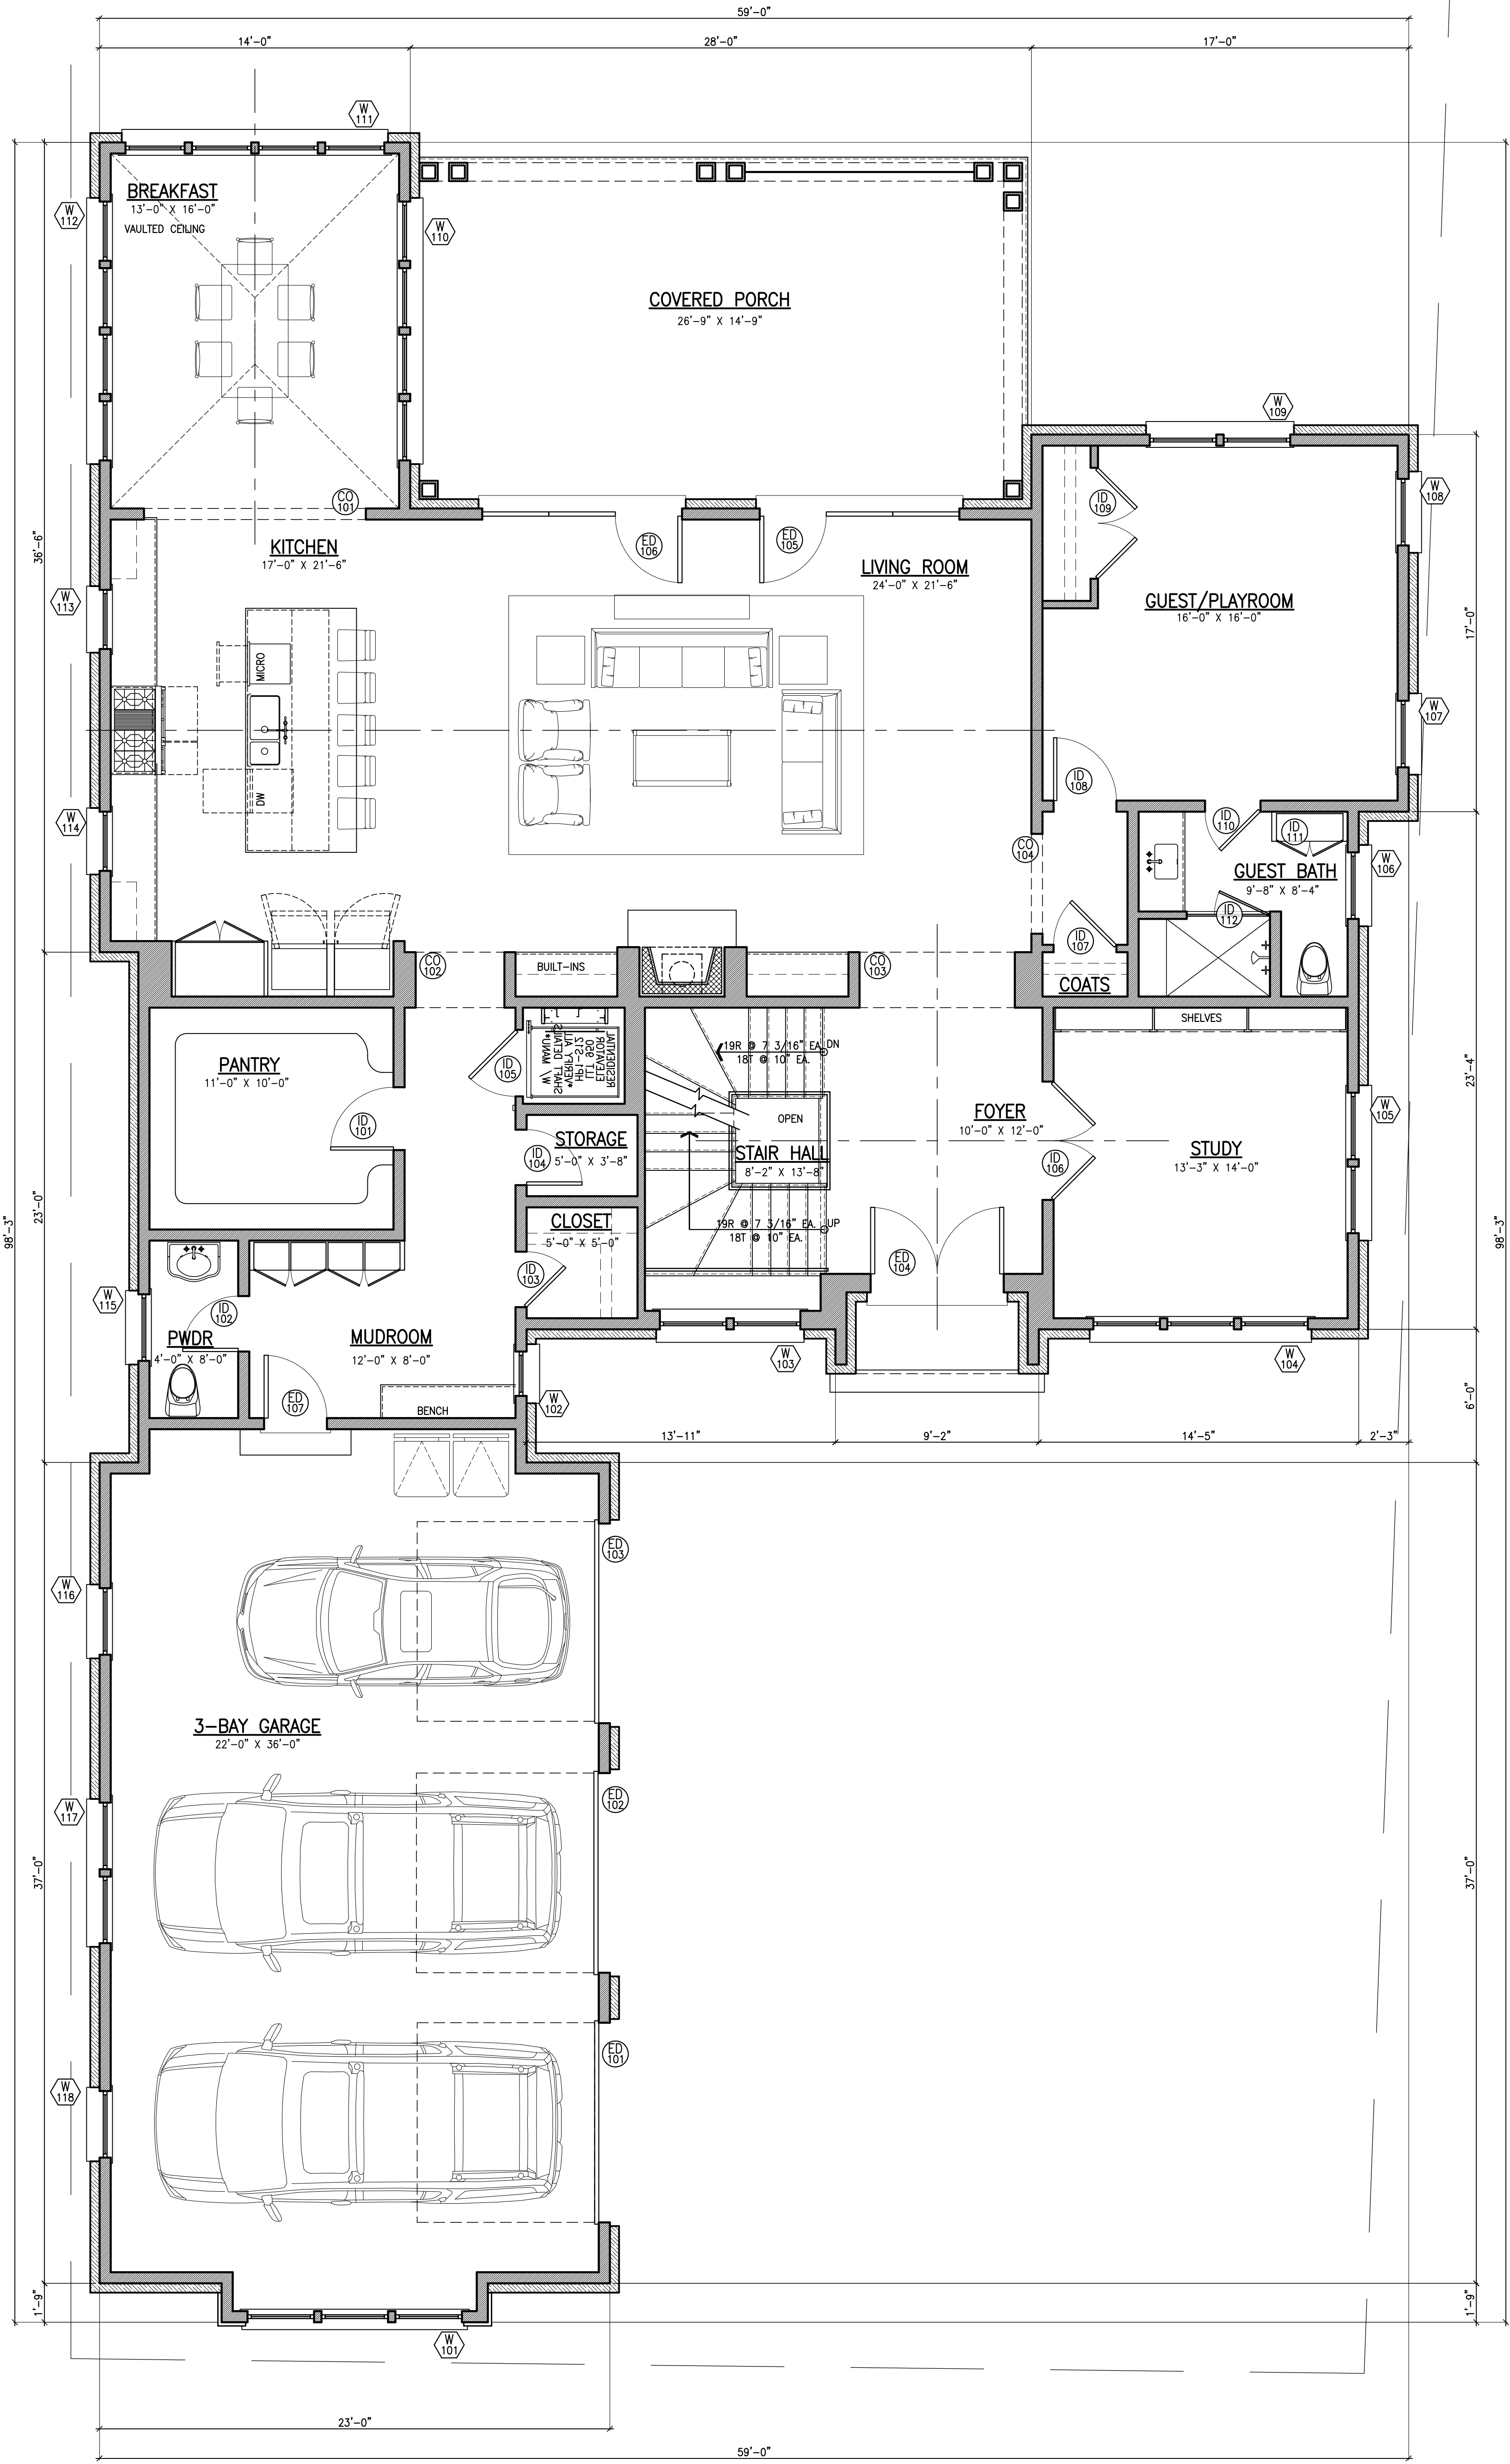 59'-0"
14'-0"
28'-0"
17'-0"
W
111
BREAKFAST
13'-0" X 16'-0"
VAULTED CEILING
W
112
W
110
COVERED PORCH
26'-9" X 14'-9"
W
109
W
108
CO
101
ID
109
KITCHEN
17'-0" X 21'-6"
ED
106
ED
105
LIVING ROOM
24'-0" X 21'-6"
36'-6"
W
113
GUEST/PLAYROOM
16'-0" X 16'-0"
17'-0"
MICRO
W
107
DW
ID
108
W
114
CO
104
ID
110
ID
111
GUEST BATH
9'-8" X 8'-4"
W
106
ID
112
ID
107
CO
102
BUILT-INS
CO
103
COATS
SHELVES
PANTRY
11'-0" X 10'-0"
ID
105
RESIDENTIAL
ELEVATOR
LLT 950
HP1-S12
*VERIFY ALL
SHAFT DETAILS
W/ MANU*
19R @ 7 3/16" EA.
18T @ 10" EA.
DN
OPEN
FOYER
10'-0" X 12'-0"
23'-4"
W
105
ID
101
STORAGE
5'-0" X 3'-8"
ID
104
STAIR HALL
8'-2" X 13'-8"
ID
106
STUDY
13'-3" X 14'-0"
23'-0"
98'-3"
98'-3"
CLOSET
5'-0" X 5'-0"
19R @ 7 3/16" EA.
18T @ 10" EA.
UP
ID
103
ED
104
W
115
ID
102
PWDR
4'-0" X 8'-0"
MUDROOM
12'-0" X 8'-0"
W
103
W
104
ED
107
BENCH
W
102
6'-0"
13'-11"
9'-2"
14'-5"
2'-3"
ED
103
W
116
3-BAY GARAGE
22'-0" X 36'-0"
ED
102
W
117
37'-0"
37'-0"
ED
101
W
118
1'-9"
1'-9"
W
101
23'-0"
59'-0"